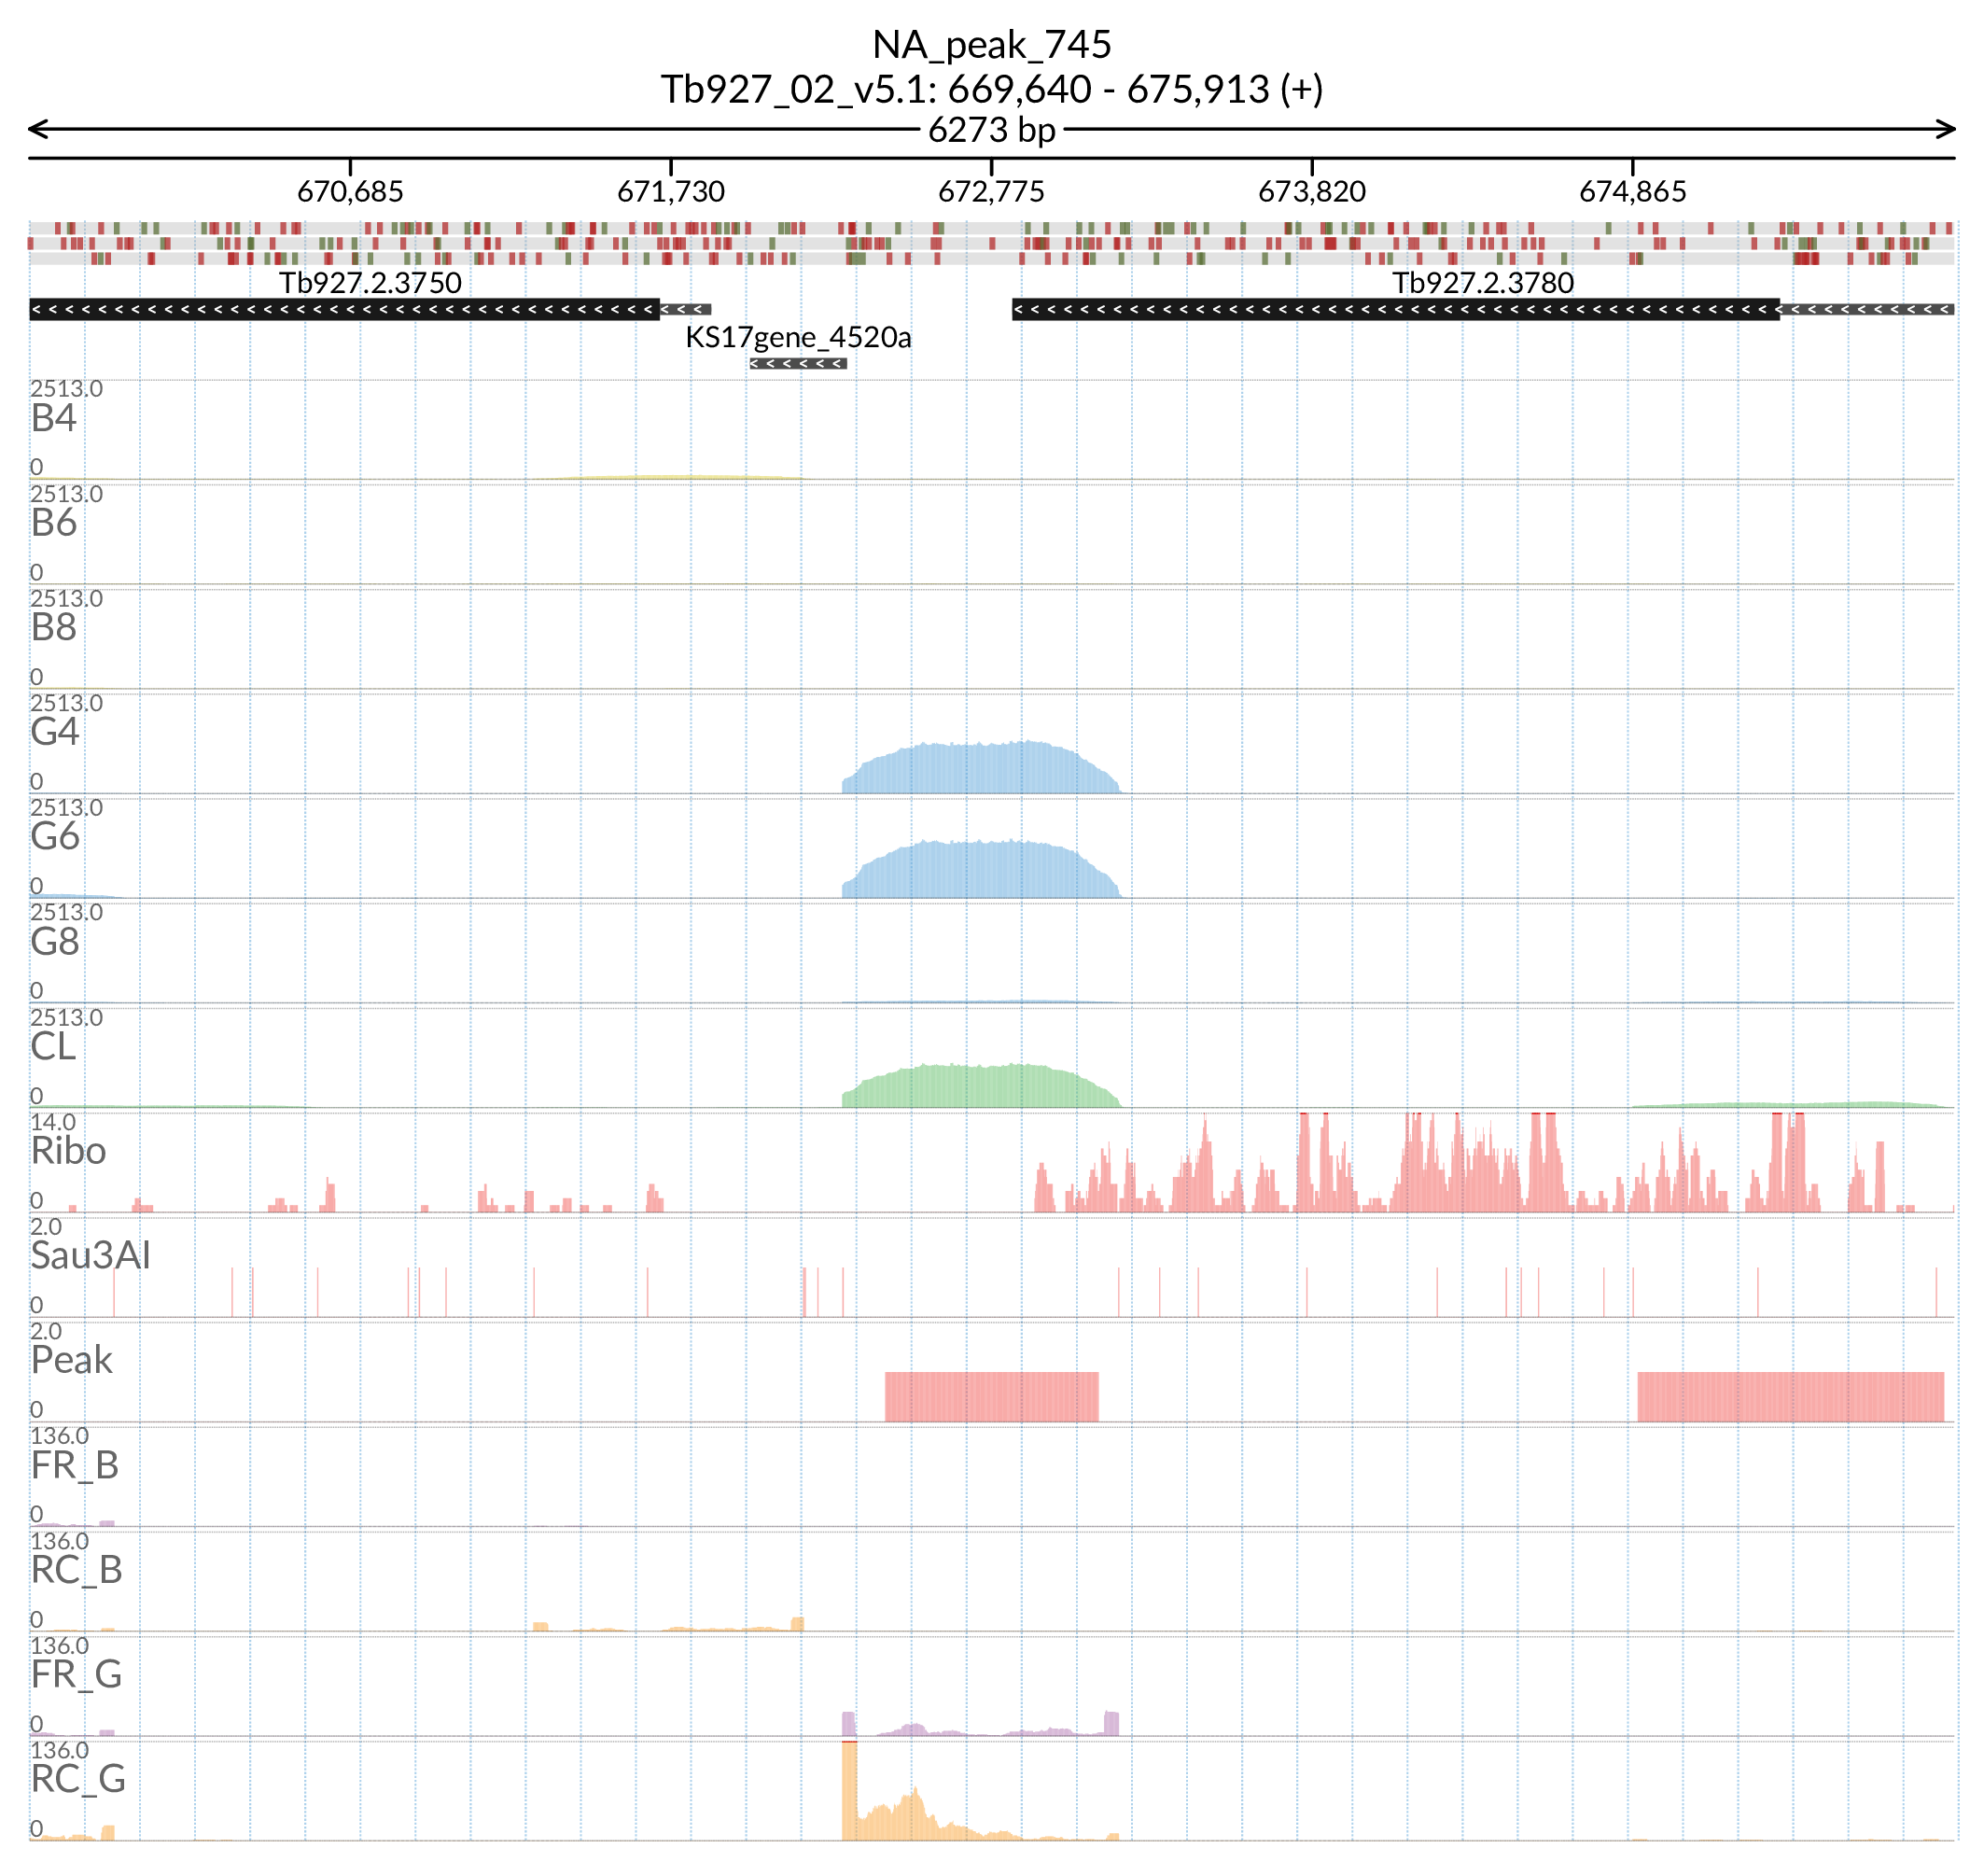 NA_peak_745
Tb927_02_v5.1: 669,640 - 675,913 (+)
6273 bp
670,685 671,730 672,775 673,820 674,865
Tb927.2.3750 Tb927.2.3780
KS17gene_4520a
2513.0
B4
0
2513.0
B6
0
2513.0
B8
0
2513.0
G4
0
2513.0
G6
0
2513.0
G8
0
2513.0
CL
0
14.0
Ribo
0
2.0
Sau3AI
0
2.0
Peak
0
136.0
FR_B
0
136.0
RC_B
0
136.0
FR_G
0
136.0
RC_G
0